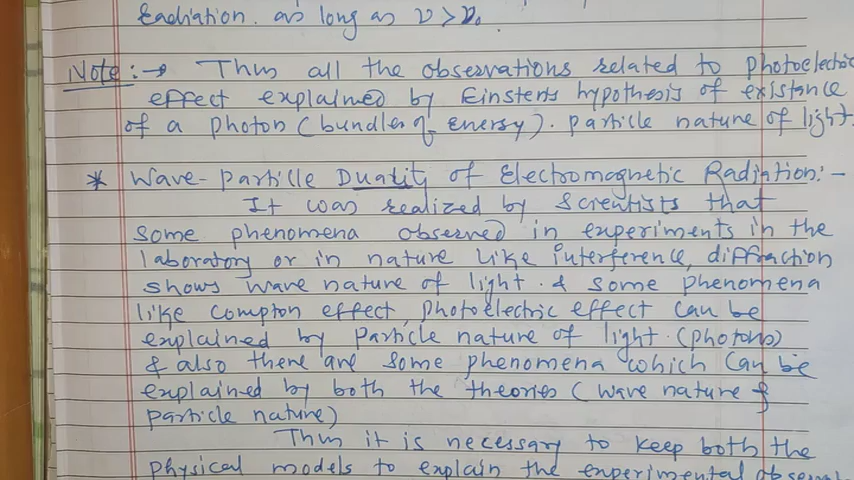 Radiation. as long as ν > ν₀
Note :→ Thus all the observations related to photoelectric
effect explained by Einstens hypothesis of existance
of a photon (bundles of energy). particle nature of light.
* Wave-particle Duality of Electromagnetic Radiation:-
It was realized by scientists that
some phenomena observed in experiments in the
laboratory or in nature like interference, diffraction
shows wave nature of light. & some phenomena
like compton effect, photoelectric effect can be
explained by particle nature of light. (photons)
& also there are some phenomena which can be
explained by both the theories (wave nature &
particle nature)
Thus it is necessary to keep both the
physical models to explain the experimental